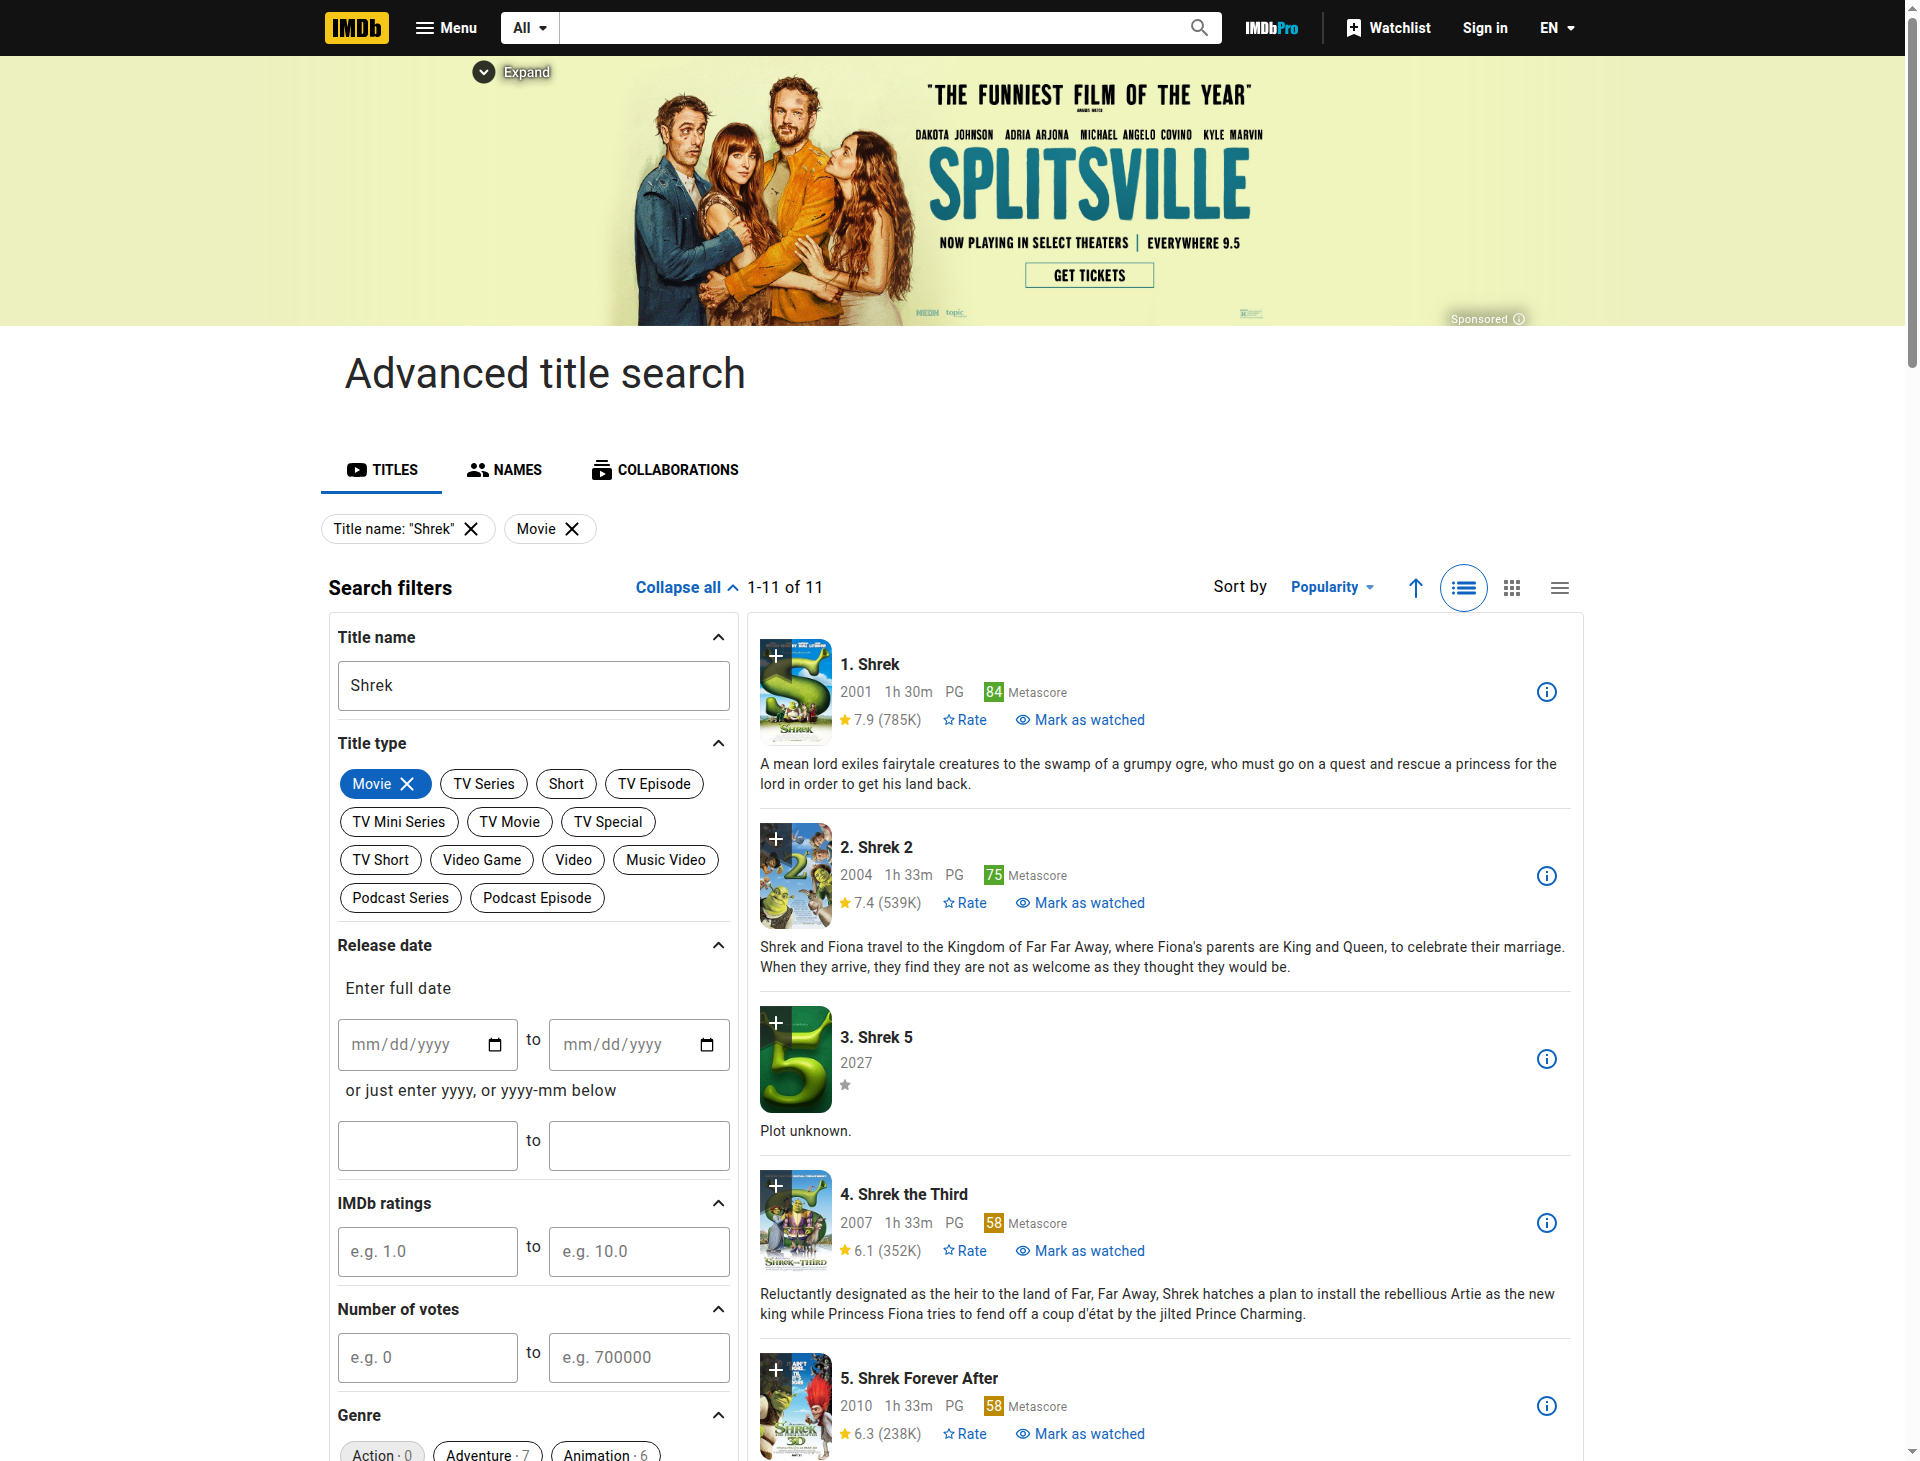 IMDb
Menu
All
IMDbPro
Watchlist
Sign in
EN
Expand
"THE FUNNIEST FILM OF THE YEAR"
DAKOTA JOHNSON ADRIA ARJONA MICHAEL ANGELO COVINO KYLE MARVIN
SPLITSVILLE
NOW PLAYING IN SELECT THEATERS | EVERYWHERE 9.5
GET TICKETS
NEON topic
Sponsored
Advanced title search
TITLES
NAMES
COLLABORATIONS
Title name: "Shrek"
Movie
Search filters
Collapse all
1-11 of 11
Sort by
Popularity
Title name
Shrek
Title type
Movie
TV Series
Short
TV Episode
TV Mini Series
TV Movie
TV Special
TV Short
Video Game
Video
Music Video
Podcast Series
Podcast Episode
Release date
Enter full date
mm/dd/yyyy
to
mm/dd/yyyy
or just enter yyyy, or yyyy-mm below
to
IMDb ratings
e.g. 1.0
to
e.g. 10.0
Number of votes
e.g. 0
to
e.g. 700000
Genre
Action · 0
Adventure · 7
Animation · 6
SHREK
1. Shrek
2001 1h 30m PG 84 Metascore
7.9 (785K) Rate Mark as watched
A mean lord exiles fairytale creatures to the swamp of a grumpy ogre, who must go on a quest and rescue a princess for the
lord in order to get his land back.
2
2. Shrek 2
2004 1h 33m PG 75 Metascore
7.4 (539K) Rate Mark as watched
Shrek and Fiona travel to the Kingdom of Far Far Away, where Fiona's parents are King and Queen, to celebrate their marriage.
When they arrive, they find they are not as welcome as they thought they would be.
5
3. Shrek 5
2027
Plot unknown.
SHREK THE THIRD
4. Shrek the Third
2007 1h 33m PG 58 Metascore
6.1 (352K) Rate Mark as watched
Reluctantly designated as the heir to the land of Far, Far Away, Shrek hatches a plan to install the rebellious Artie as the new
king while Princess Fiona tries to fend off a coup d'état by the jilted Prince Charming.
SHREK
3D
5. Shrek Forever After
2010 1h 33m PG 58 Metascore
6.3 (238K) Rate Mark as watched